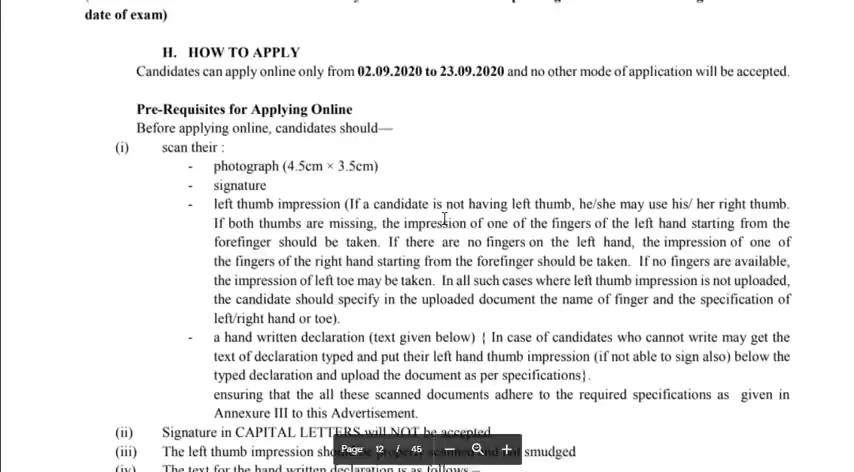 date of exam)
H. HOW TO APPLY
Candidates can apply online only from 02.09.2020 to 23.09.2020 and no other mode of application will be accepted.
Pre-Requisites for Applying Online
Before applying online, candidates should—
(i) scan their :
- photograph (4.5cm × 3.5cm)
- signature
- left thumb impression (If a candidate is not having left thumb, he/she may use his/ her right thumb.
If both thumbs are missing, the impression of one of the fingers of the left hand starting from the
forefinger should be taken. If there are no fingers on the left hand, the impression of one of
the fingers of the right hand starting from the forefinger should be taken. If no fingers are available,
the impression of left toe may be taken. In all such cases where left thumb impression is not uploaded,
the candidate should specify in the uploaded document the name of finger and the specification of
left/right hand or toe).
- a hand written declaration (text given below) { In case of candidates who cannot write may get the
text of declaration typed and put their left hand thumb impression (if not able to sign also) below the
typed declaration and upload the document as per specifications}.
ensuring that the all these scanned documents adhere to the required specifications as given in
Annexure III to this Advertisement.
(ii) Signature in CAPITAL LETTERS will NOT be accepted
(iii) The left thumb impression smudged
Page 12 / 45 — +
(iv) The text for the hand written declaration is as follows –